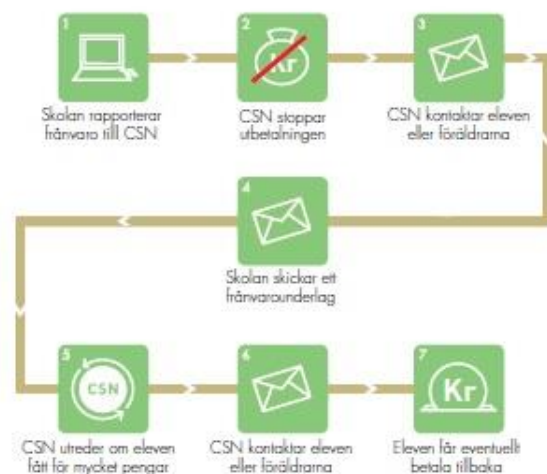 1
Skolan rapporterar
frånvaro tilll CSN
2
Kr
CSN stoppar
utbetalningen
3
CSN kontaktar eleven
eller föräldrarna
4
Skolan skickar ett
frånvarounderlag
5
CSN
CSN utreder om eleven
fått för mycket pengar
6
CSN kontaktar eleven
eller föräldrarna
7
Kr
Eleven får eventuellt
betala tillbaka